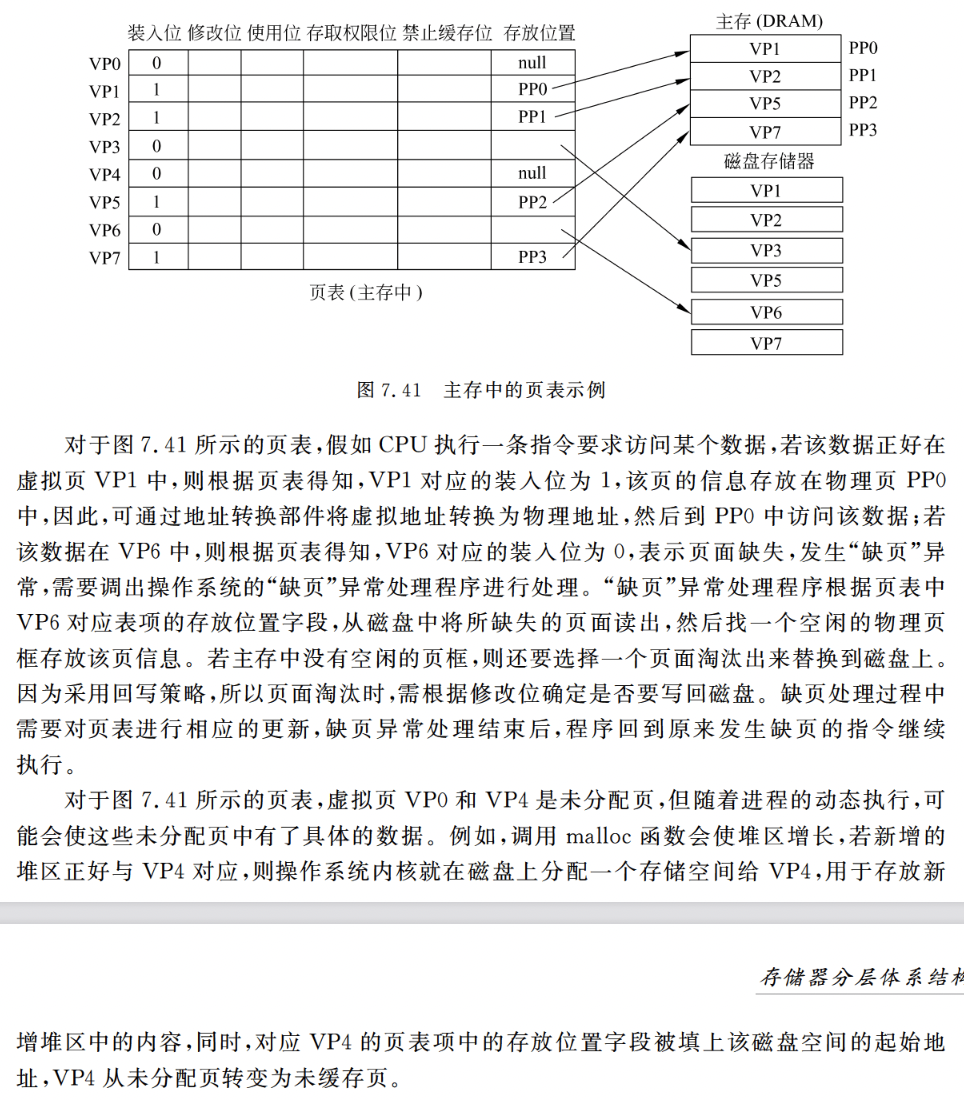 装入位 修改位 使用位 存取权限位 禁止缓存位 存放位置
主存 (DRAM)
VP0 0 null
VP1 1 PP0
VP2 1 PP1
VP3 0
VP4 0 null
VP5 1 PP2
VP6 0
VP7 1 PP3
页表 (主存中)
VP1 PP0
VP2 PP1
VP5 PP2
VP7 PP3
磁盘存储器
VP1
VP2
VP3
VP5
VP6
VP7
图 7.41 主存中的页表示例
对于图 7.41 所示的页表,假如 CPU 执行一条指令要求访问某个数据,若该数据正好在
虚拟页 VP1 中,则根据页表得知,VP1 对应的装入位为 1,该页的信息存放在物理页 PP0
中,因此,可通过地址转换部件将虚拟地址转换为物理地址,然后到 PP0 中访问该数据;若
该数据在 VP6 中,则根据页表得知,VP6 对应的装入位为 0,表示页面缺失,发生“缺页”异
常,需要调出操作系统的“缺页”异常处理程序进行处理。“缺页”异常处理程序根据页表中
VP6 对应表项的存放位置字段,从磁盘中将所缺失的页面读出,然后找一个空闲的物理页
框存放该页信息。若主存中没有空闲的页框,则还要选择一个页面淘汰出来替换到磁盘上。
因为采用回写策略,所以页面淘汰时,需根据修改位确定是否要写回磁盘。缺页处理过程中
需要对页表进行相应的更新,缺页异常处理结束后,程序回到原来发生缺页的指令继续
执行。
对于图 7.41 所示的页表,虚拟页 VP0 和 VP4 是未分配页,但随着进程的动态执行,可
能会使这些未分配页中有了具体的数据。例如,调用 malloc 函数会使堆区增长,若新增的
堆区正好与 VP4 对应,则操作系统内核就在磁盘上分配一个存储空间给 VP4,用于存放新
存储器分层体系结构
增堆区中的内容,同时,对应 VP4 的页表项中的存放位置字段被填上该磁盘空间的起始地
址,VP4 从未分配页转变为未缓存页。